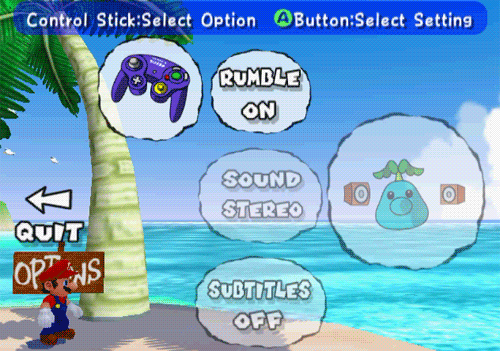 Control Stick:Select Option  A Button:Select Setting
RUMBLE
ON
SOUND
STEREO
QUIT
OPTIONS
SUBTITLES
OFF